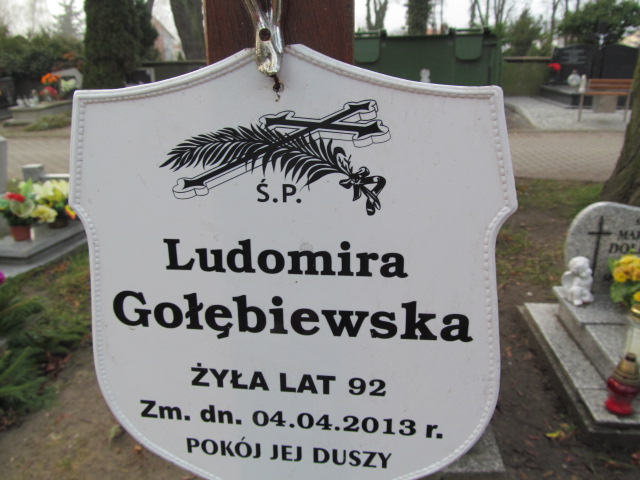 Ś.P.
Ludomira
Gołębiewska
ŻYŁA LAT 92
Zm. dn. 04.04.2013 r.
POKÓJ JEJ DUSZY